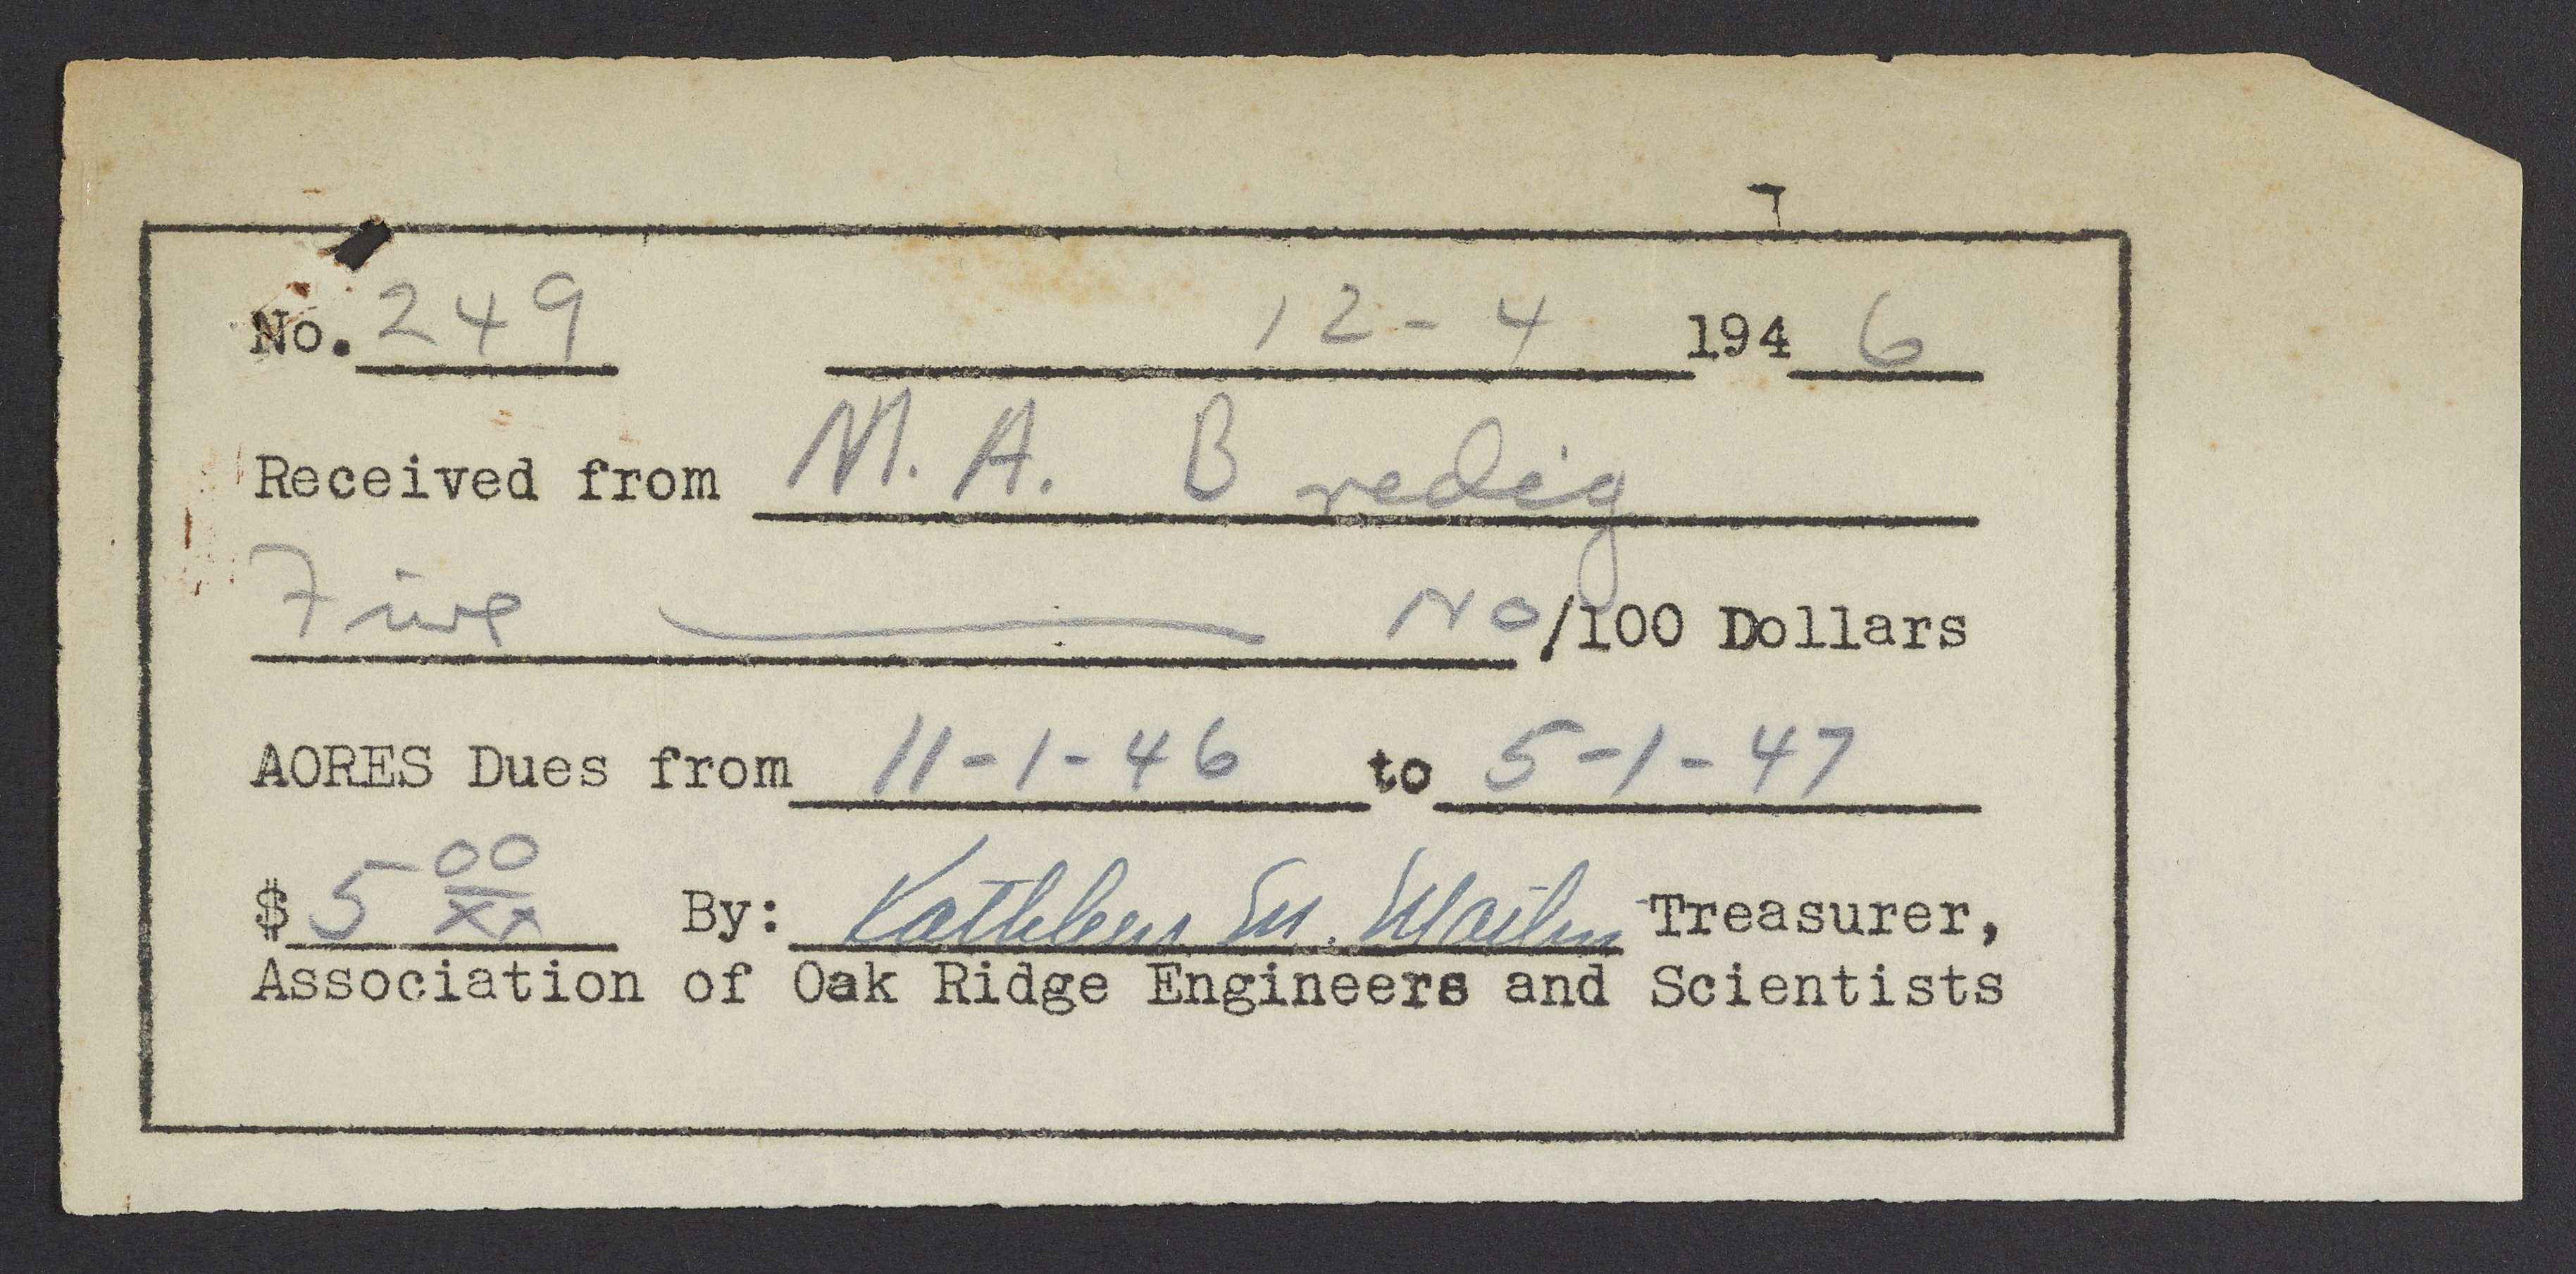 No. 249 12-4 1946
Received from M. A. Bredig
Five No/100 Dollars
AORES Dues from 11-1-46 to 5-1-47
$ 5 00/xx By: Kathleen M. Treasurer,
Association of Oak Ridge Engineers and Scientists